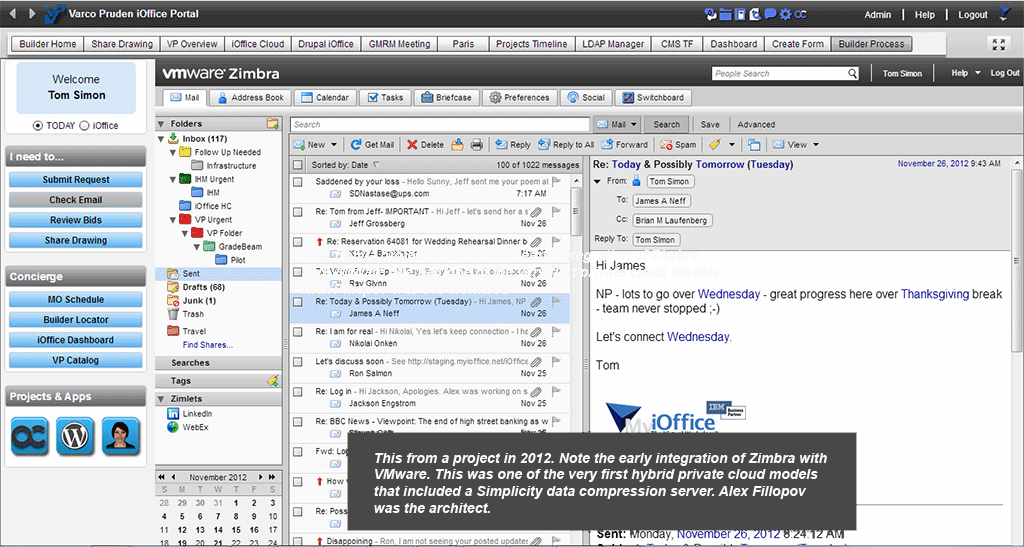 Varco Pruden iOffice Portal
Admin | Help | Logout
Builder Home Share Drawing VP Overview iOffice Cloud Drupal iOffice GMRM Meeting Paris Projects Timeline LDAP Manager CMS TF Dashboard Create Form Builder Process
Welcome
Tom Simon
TODAY iOffice
I need to...
Submit Request
Check Email
Review Bids
Share Drawing
Concierge
MO Schedule
Builder Locator
iOffice Dashboard
VP Catalog
Projects & Apps
vmware Zimbra
People Search
Tom Simon
Help
Log Out
Mail Address Book Calendar Tasks Briefcase Preferences Social Switchboard
Folders
Inbox (117)
Follow Up Needed
Infrastructure
IHM Urgent
IHM
iOffice HC
VP Urgent
VP Folder
GradeBeam
Pilot
Sent
Drafts (68)
Junk (1)
Trash
Travel
Find Shares...
Searches
Tags
Zimlets
LinkedIn
WebEx
November 2012
S M T W T F S
28 29 30 31 1 2 3
4 5 6 7 8 9 10
11 12 13 14 15 16 17
18 19 20 21 22 23 24
Search
Mail Search Save Advanced
New Get Mail Delete Reply Reply to All Forward Spam View
Sorted by: Date
100 of 1022 messages
Saddened by your loss - Hello Sunny, Jeff sent me your poem al
SDNastase@ups.com 7:17 AM
Re: Tom from Jeff- IMPORTANT - Hi Jeff - let's send her a s
Jeff Grossberg Nov 26
Re: Reservation 64081 for Wedding Rehearsal Dinner b
Nov 26
Ray Glynn Nov 26
Re: Today & Possibly Tomorrow (Tuesday) - Hi James, NP
James A Neff Nov 26
Re: I am for real - Hi Nikolai, Yes let's keep connection - I ha
Nikolai Onken Nov 26
Let's discuss soon - See http://staging.myioffice.net/iOffice
Ron Salmon Nov 25
Re: Log in - Hi Jackson, Apologies. Alex was working on s
Jackson Engstrom Nov 25
Re: BBC News - Viewpoint: The end of high street banking as w
Fwd: Log
How
Re: Poss
Disappoining - Ron, I am not seeing your posted updates
Re: Today & Possibly Tomorrow (Tuesday)
November 26, 2012 9:43 AM
From: Tom Simon
To: James A Neff
Cc: Brian M Laufenberg
Reply To: Tom Simon
Hi James,
NP - lots to go over Wednesday - great progress here over Thanksgiving break
- team never stopped ;-)
Let's connect Wednesday.
Tom
My iOffice
IBM Business Partner
This from a project in 2012. Note the early integration of Zimbra with
VMware. This was one of the very first hybrid private cloud models
that included a Simplicity data compression server. Alex Fillopov
was the architect.
Sent: Monday, November 26, 2012 8:24:12 AM